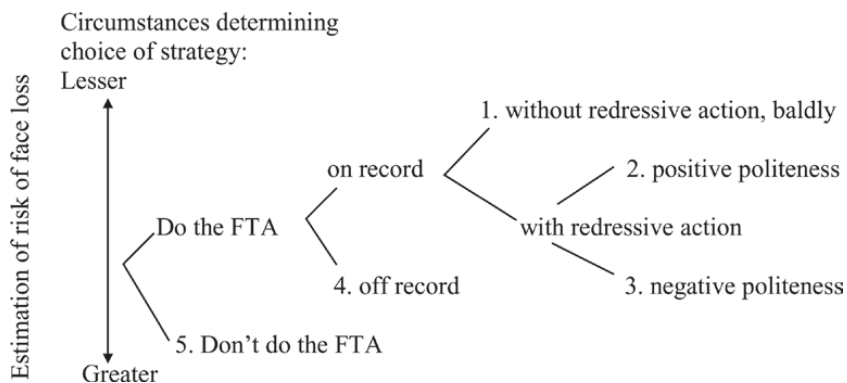 Circumstances determining
choice of strategy:
Lesser
Estimation of risk of face loss
1. without redressive action, baldly
on record
2. positive politeness
Do the FTA
with redressive action
4. off record
3. negative politeness
5. Don't do the FTA
Greater